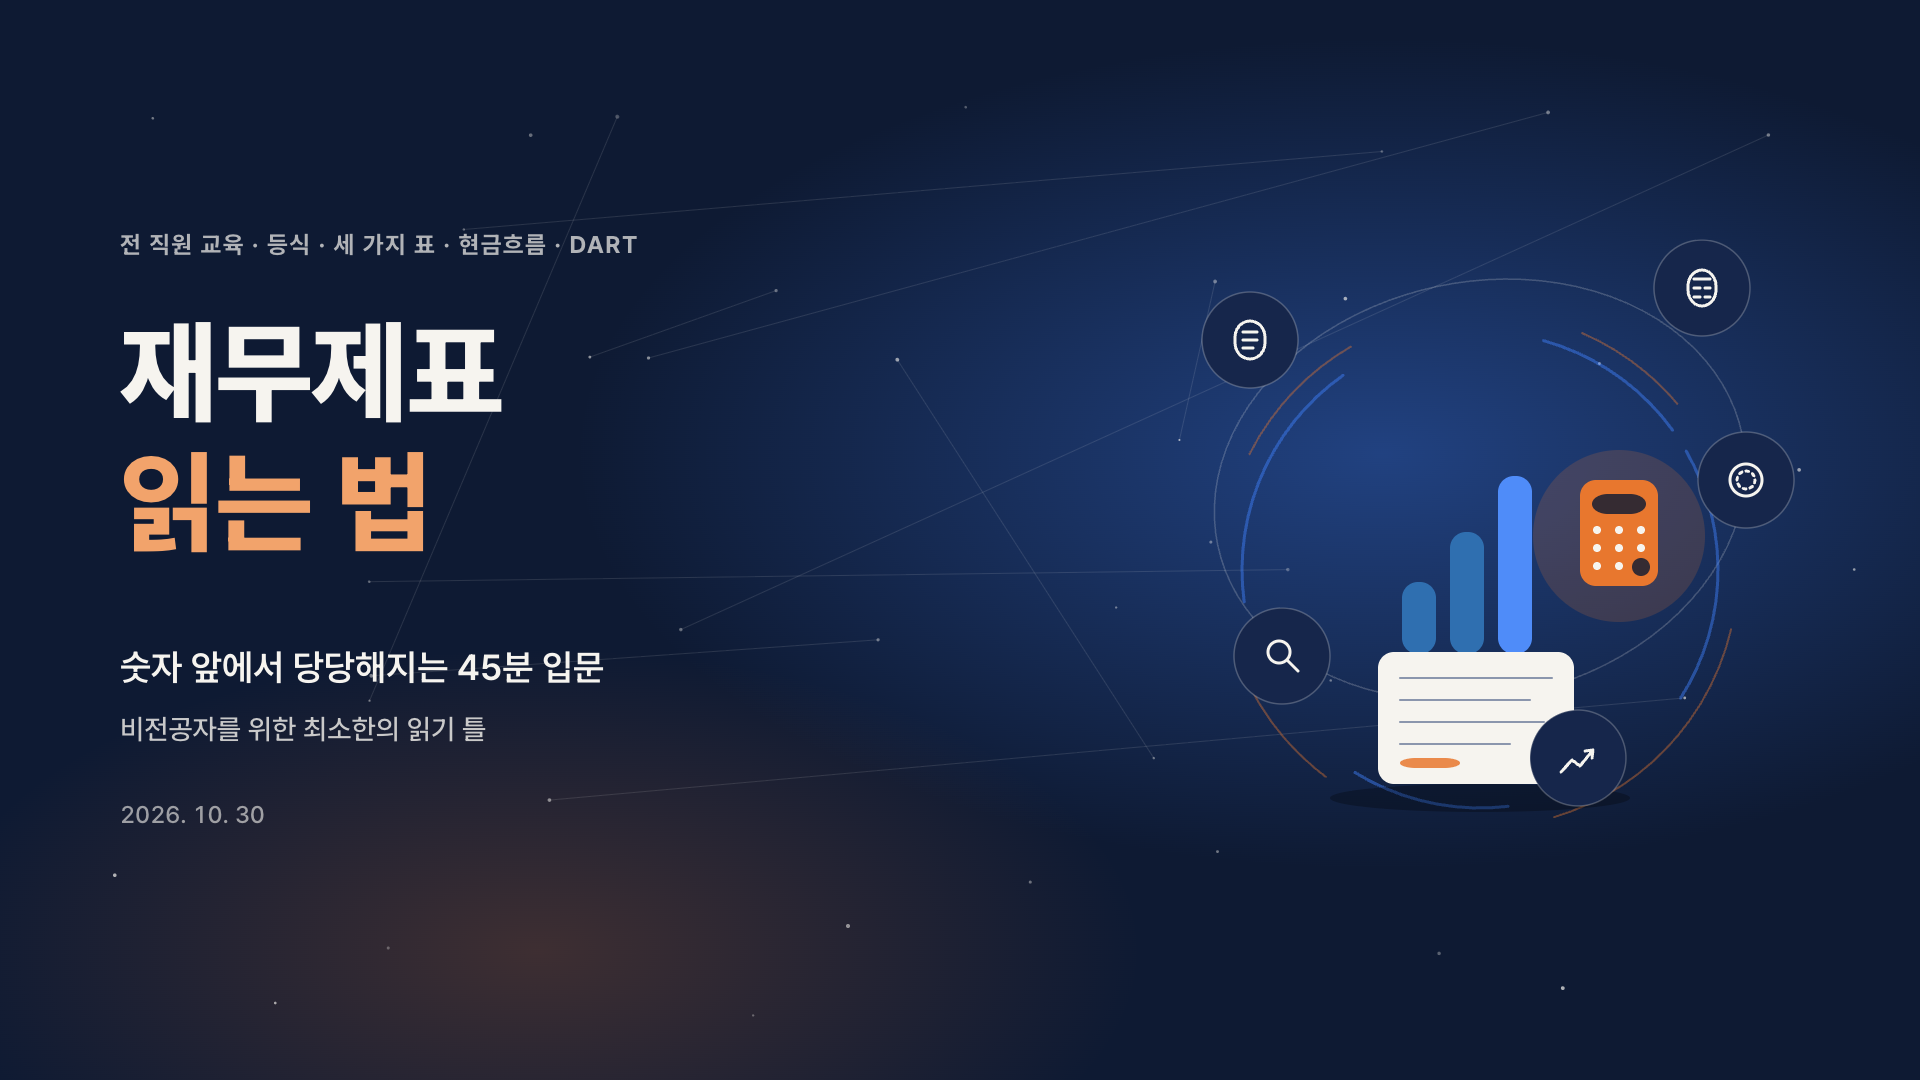 전 직원 교육 · 등식 · 세 가지 표 · 현금흐름 · DART
재무제표
읽는 법
숫자 앞에서 당당해지는 45분 입문
비전공자를 위한 최소한의 읽기 틀
2026. 10. 30